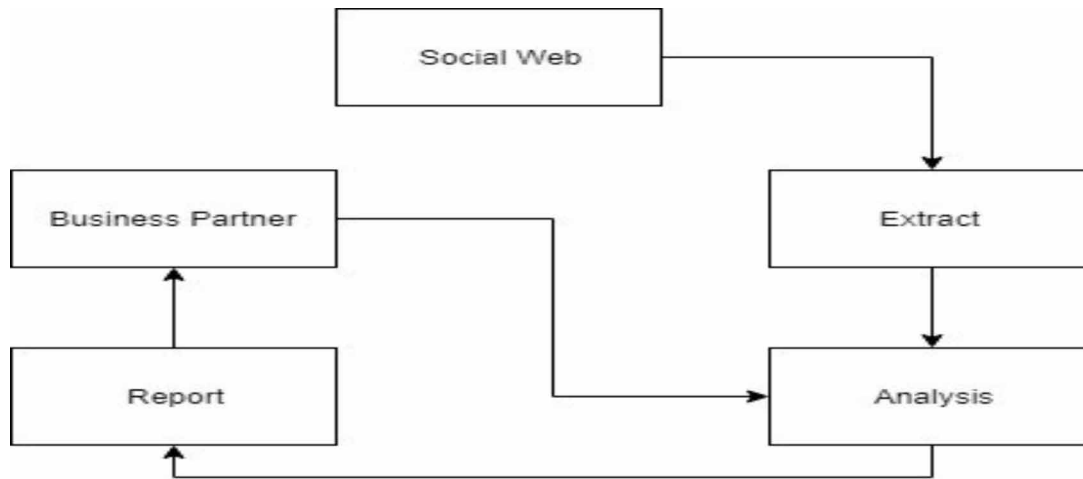 Social Web
Business Partner
Extract
Report
Analysis